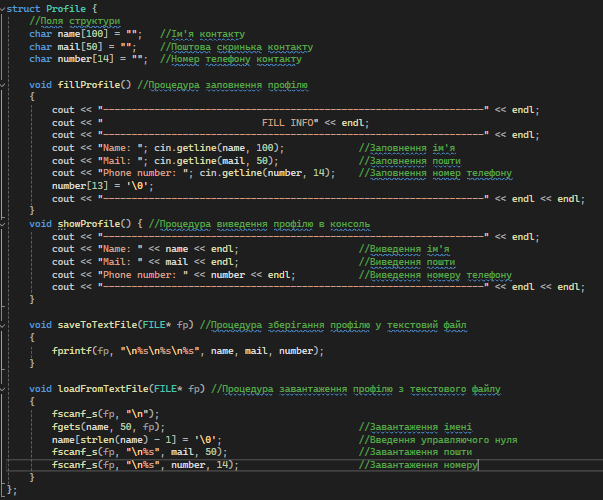 struct Profile {
//Поля структури
char name[100] = ""; //Ім'я контакту
char mail[50] = ""; //Поштова скринька контакту
char number[14] = ""; //Номер телефону контакту
void fillProfile() //Процедура заповнення профілю
{
cout << "-------------------------------------------------------------------" << endl;
cout << " FILL INFO" << endl;
cout << "-------------------------------------------------------------------" << endl;
cout << "Name: "; cin.getline(name, 100); //Заповнення ім'я
cout << "Mail: "; cin.getline(mail, 50); //Заповнення пошти
cout << "Phone number: "; cin.getline(number, 14); //Заповнення номер телефону
number[13] = '\0';
cout << "-------------------------------------------------------------------" << endl << endl;
}
void showProfile() { //Процедура виведення профілю в консоль
cout << "-------------------------------------------------------------------" << endl;
cout << "Name: " << name << endl; //Виведення ім'я
cout << "Mail: " << mail << endl; //Виведення пошти
cout << "Phone number: " << number << endl; //Виведення номеру телефону
cout << "-------------------------------------------------------------------" << endl << endl;
}
void saveToTextFile(FILE* fp) //Процедура зберігання профілю у текстовий файл
{
fprintf(fp, "\n%s\n%s\n%s", name, mail, number);
}
void loadFromTextFile(FILE* fp) //Процедура завантаження профілю з текстового файлу
{
fscanf_s(fp, "\n");
fgets(name, 50, fp); //Завантаження імені
name[strlen(name) - 1] = '\0'; //Введення управляючого нуля
fscanf_s(fp, "\n%s", mail, 50); //Завантаження пошти
fscanf_s(fp, "\n%s", number, 14); //Завантаження номеру
}
};